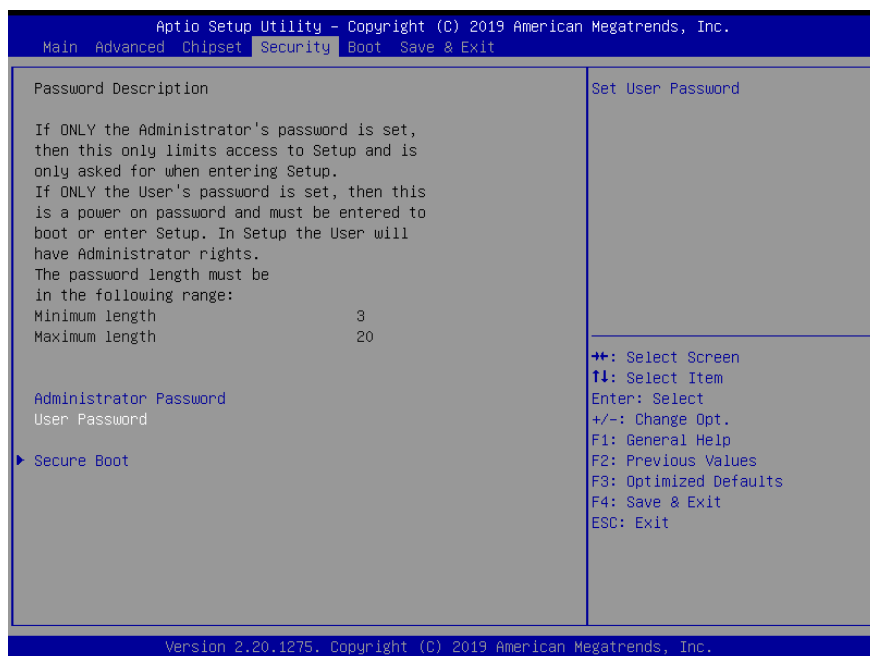 Aptio Setup Utility – Copyright (C) 2019 American Megatrends, Inc.
Main Advanced Chipset Security Boot Save & Exit
Password Description
If ONLY the Administrator's password is set,
then this only limits access to Setup and is
only asked for when entering Setup.
If ONLY the User's password is set, then this
is a power on password and must be entered to
boot or enter Setup. In Setup the User will
have Administrator rights.
The password length must be
in the following range:
Minimum length 3
Maximum length 20
Administrator Password
User Password
Secure Boot
Set User Password
→←: Select Screen
↑↓: Select Item
Enter: Select
+/-: Change Opt.
F1: General Help
F2: Previous Values
F3: Optimized Defaults
F4: Save & Exit
ESC: Exit
Version 2.20.1275. Copyright (C) 2019 American Megatrends, Inc.